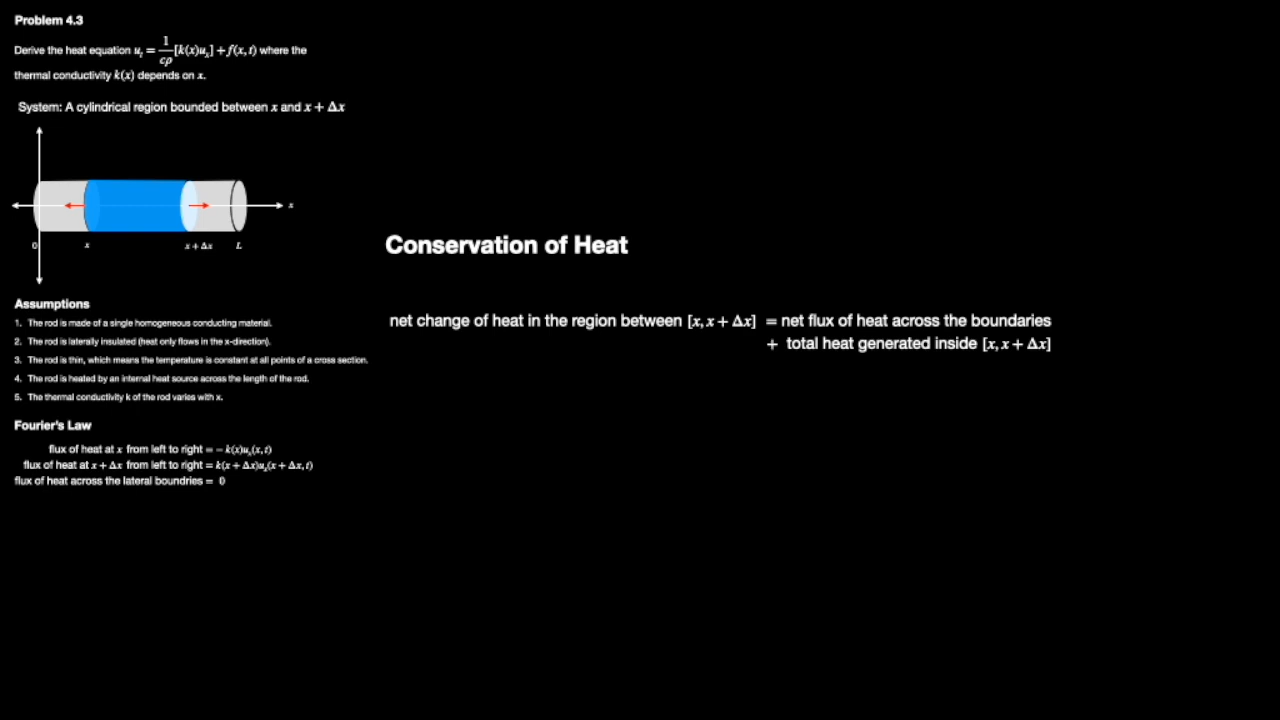 Problem 4.3
Derive the heat equation u_t = \frac{1}{cρ}[k(x)u_x] + f(x, t) where the
thermal conductivity k(x) depends on x.
System: A cylindrical region bounded between x and x + Δx
x
0
x
x + Δx
L
Conservation of Heat
net change of heat in the region between [x, x + Δx] = net flux of heat across the boundaries
+ total heat generated inside [x, x + Δx]
Assumptions
1. The rod is made of a single homogeneous conducting material.
2. The rod is laterally insulated (heat only flows in the x-direction).
3. The rod is thin, which means the temperature is constant at all points of a cross section.
4. The rod is heated by an internal heat source across the length of the rod.
5. The thermal conductivity k of the rod varies with x.
Fourier's Law
flux of heat at x from left to right = − k(x)u_x(x, t)
flux of heat at x + Δx from left to right = k(x + Δx)u_x(x + Δx, t)
flux of heat across the lateral boundries = 0